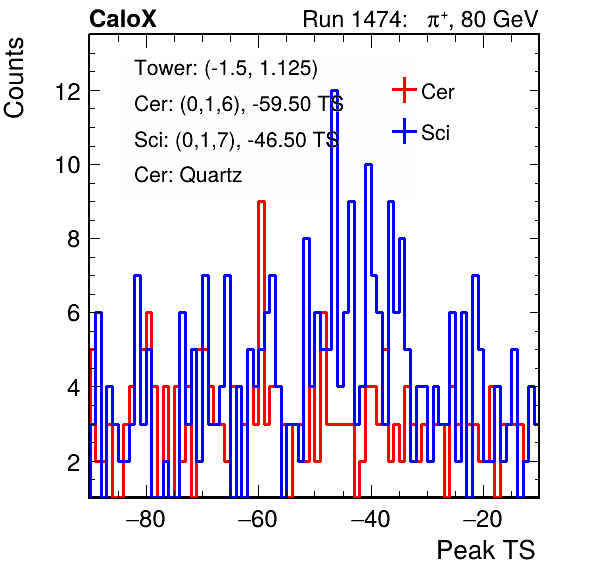 CaloX Run 1474: π⁺, 80 GeV
Counts
Tower: (-1.5, 1.125)
Cer: (0,1,6), -59.50 TS
Sci: (0,1,7), -46.50 TS
Cer: Quartz
Cer
Sci
12
10
8
6
4
2
−80 −60 −40 −20
Peak TS